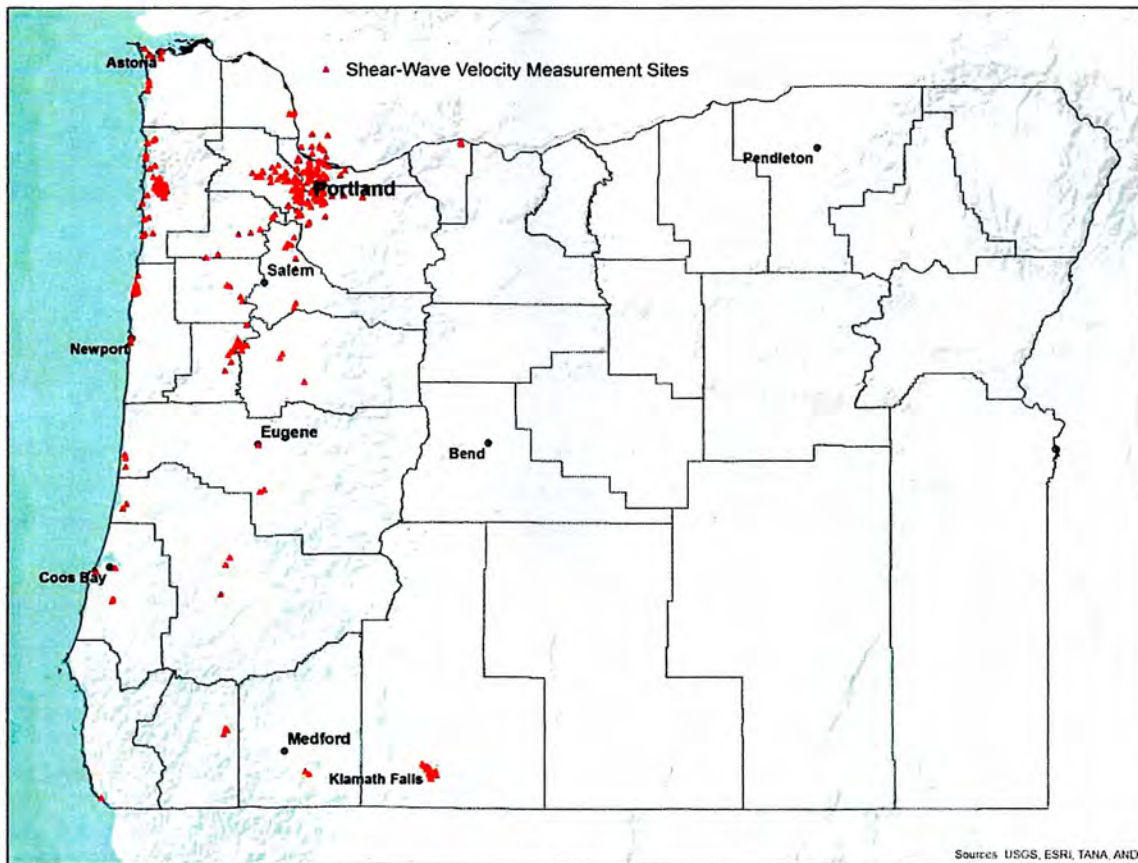 Astoria
Shear-Wave Velocity Measurement Sites
Pendleton
Portland
Salem
Newport
Eugene
Bend
Coos Bay
Medford
Klamath Falls
Sources: USGS, ESRI, TANA, AND